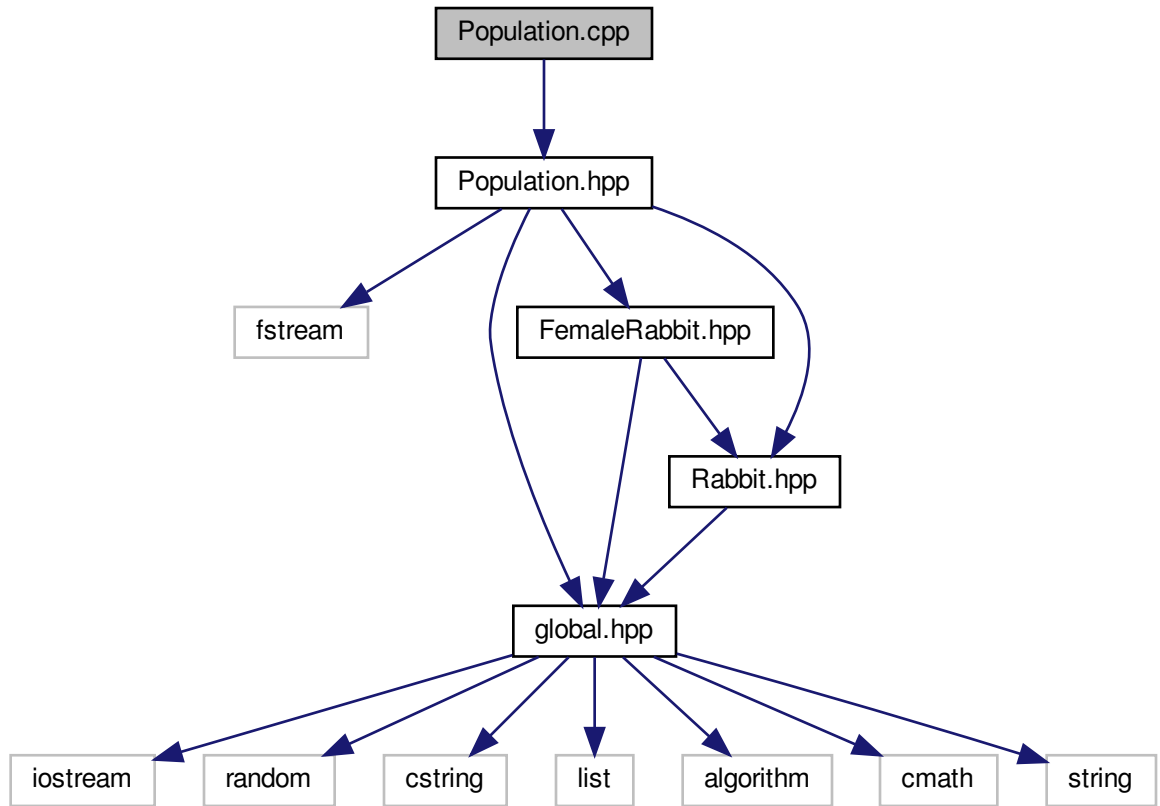 Population.cpp
Population.hpp
fstream
FemaleRabbit.hpp
Rabbit.hpp
global.hpp
iostream
random
cstring
list
algorithm
cmath
string